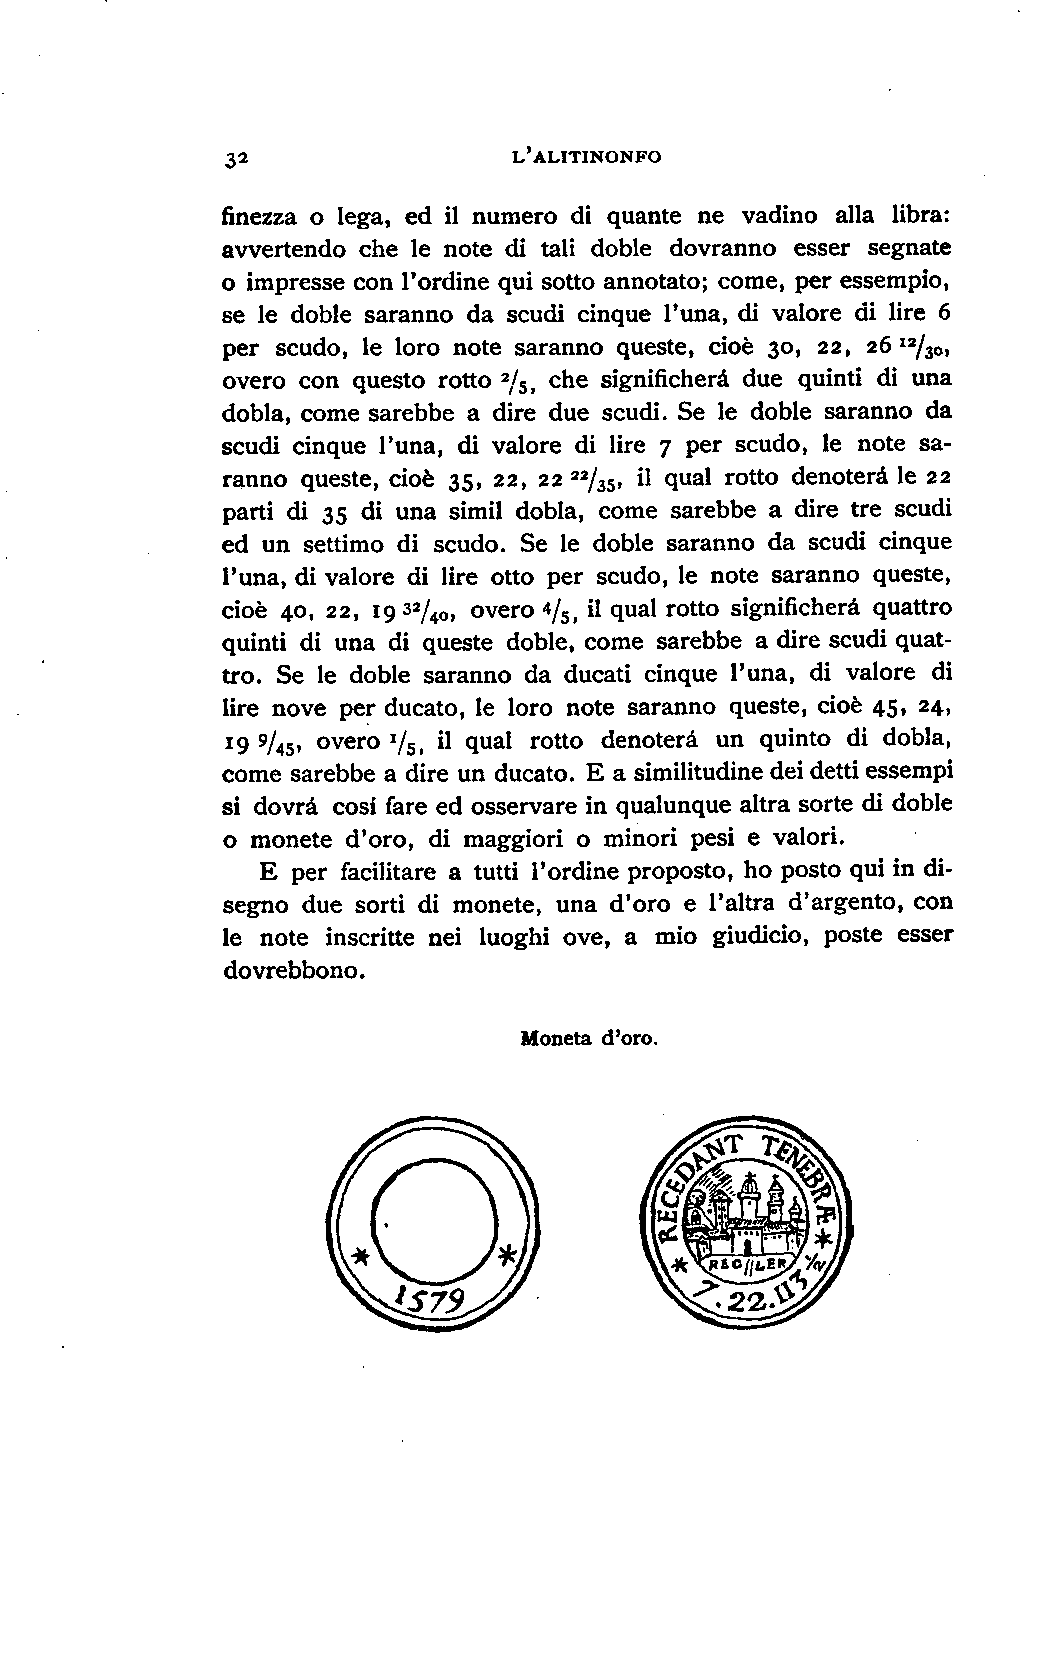 32 L'ALITINONFO
finezza o lega, ed il numero di quante ne vadino alla libra:
avvertendo che le note di tali doble dovranno esser segnate
o impresse con l'ordine qui sotto annotato; come, per essempio,
se le doble saranno da scudi cinque l'una, di valore di lire 6
per scudo, le loro note saranno queste, cioè 30, 22, 26 12/30,
overo con questo rotto 2/5, che significherá due quinti di una
dobla, come sarebbe a dire due scudi. Se le doble saranno da
scudi cinque l'una, di valore di lire 7 per scudo, le note sa-
ranno queste, cioè 35, 22, 22 22/35, il qual rotto denoterá le 22
parti di 35 di una simil dobla, come sarebbe a dire tre scudi
ed un settimo di scudo. Se le doble saranno da scudi cinque
l'una, di valore di lire otto per scudo, le note saranno queste,
cioè 40, 22, 19 32/40, overo 4/5, il qual rotto significherá quattro
quinti di una di queste doble, come sarebbe a dire scudi quat-
tro. Se le doble saranno da ducati cinque l'una, di valore di
lire nove per ducato, le loro note saranno queste, cioè 45, 24,
19 9/45, overo 1/5, il qual rotto denoterá un quinto di dobla,
come sarebbe a dire un ducato. E a similitudine dei detti essempi
si dovrá cosí fare ed osservare in qualunque altra sorte di doble
o monete d'oro, di maggiori o minori pesi e valori.
E per facilitare a tutti l'ordine proposto, ho posto qui in di-
segno due sorti di monete, una d'oro e l'altra d'argento, con
le note inscritte nei luoghi ove, a mio giudicio, poste esser
dovrebbono.
Moneta d'oro.
* 1579 *
* RECEDANT TENEBRÆ *
REG//LER
7.22.113